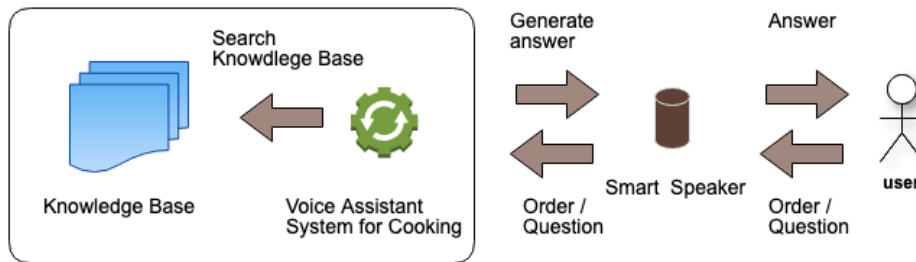 Search
Knowdlege Base
Knowledge Base
Voice Assistant
System for Cooking
Generate
answer
Order /
Question
Smart Speaker
Answer
Order /
Question
user